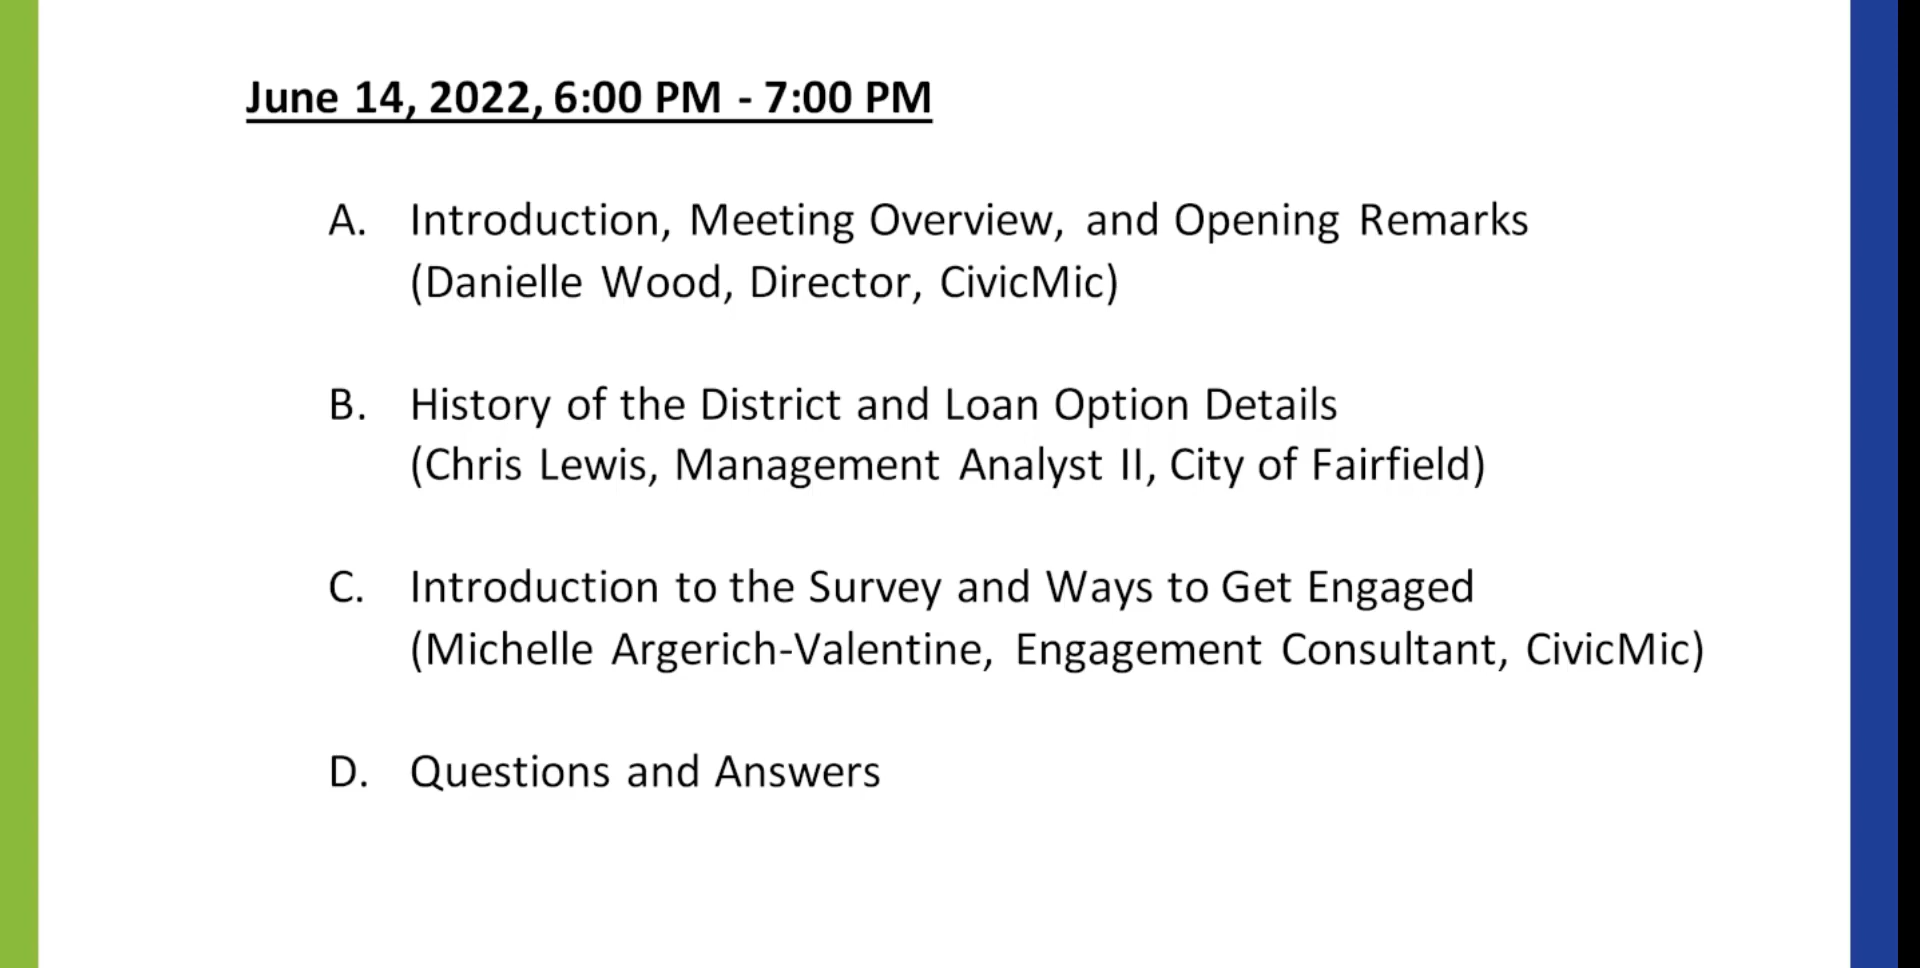 June 14, 2022, 6:00 PM - 7:00 PM
A. Introduction, Meeting Overview, and Opening Remarks
(Danielle Wood, Director, CivicMic)
B. History of the District and Loan Option Details
(Chris Lewis, Management Analyst II, City of Fairfield)
C. Introduction to the Survey and Ways to Get Engaged
(Michelle Argerich-Valentine, Engagement Consultant, CivicMic)
D. Questions and Answers